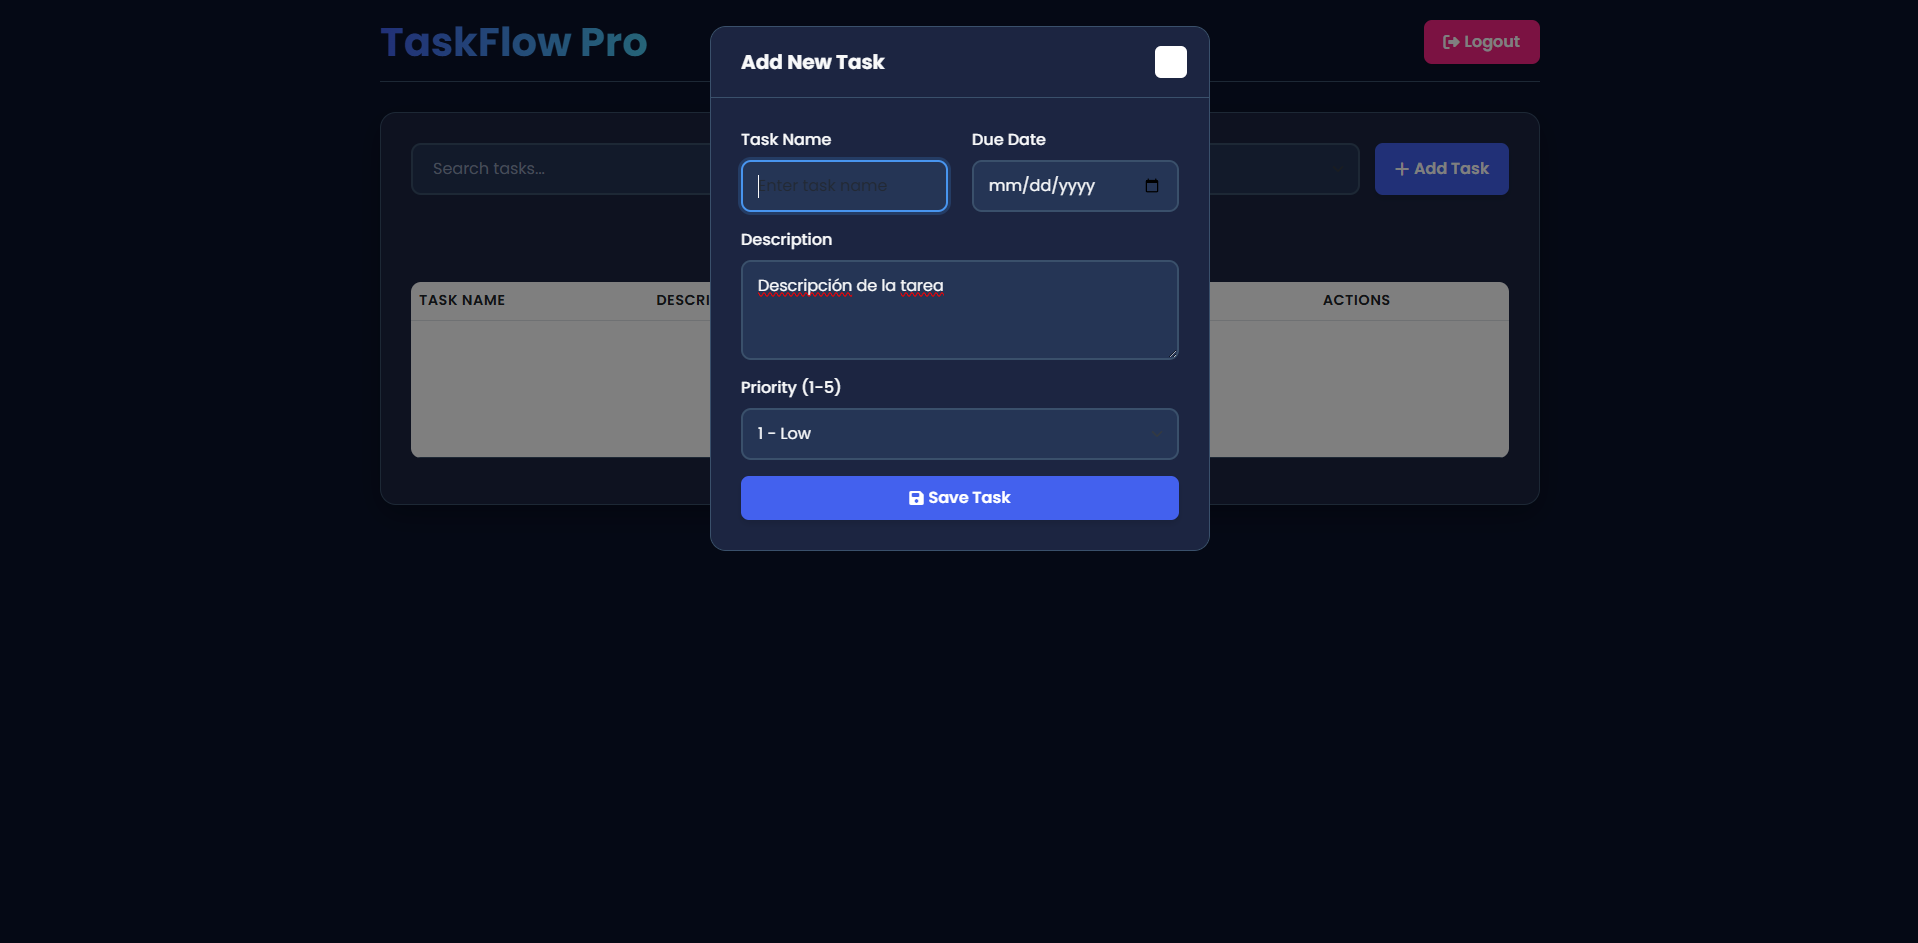 TaskFlow Pro
Logout
Add New Task
Search tasks...
Add Task
Task Name
Due Date
Enter task name
mm/dd/yyyy
Description
Descripción de la tarea
TASK NAME
DESCRI
ACTIONS
Priority (1-5)
1 - Low
Save Task